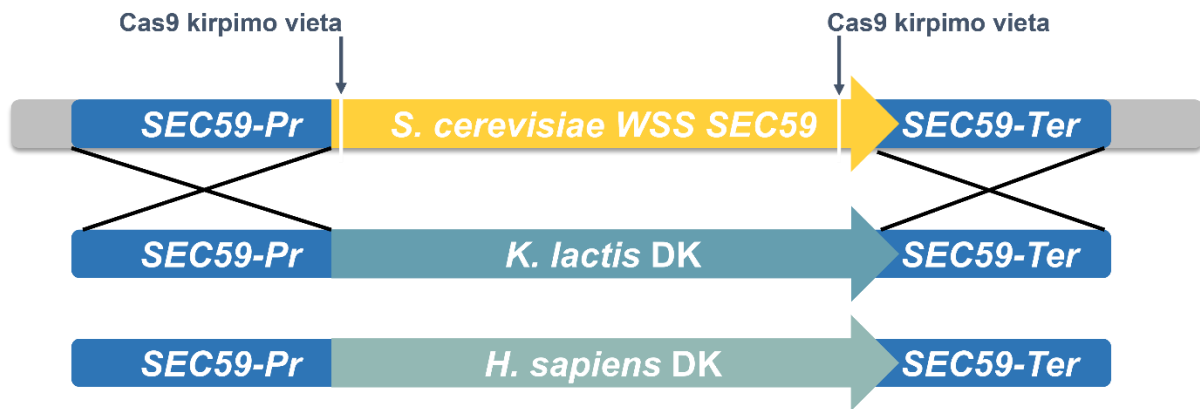 Cas9 kirpimo vieta Cas9 kirpimo vieta
SEC59-Pr S. cerevisiae WSS SEC59 SEC59-Ter
SEC59-Pr K. lactis DK SEC59-Ter
SEC59-Pr H. sapiens DK SEC59-Ter